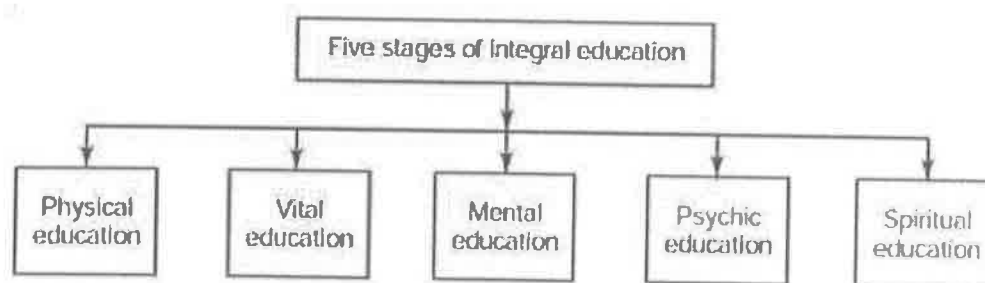 Five stages of integral education
Physical
education
Vital
education
Mental
education
Psychic
education
Spiritual
education